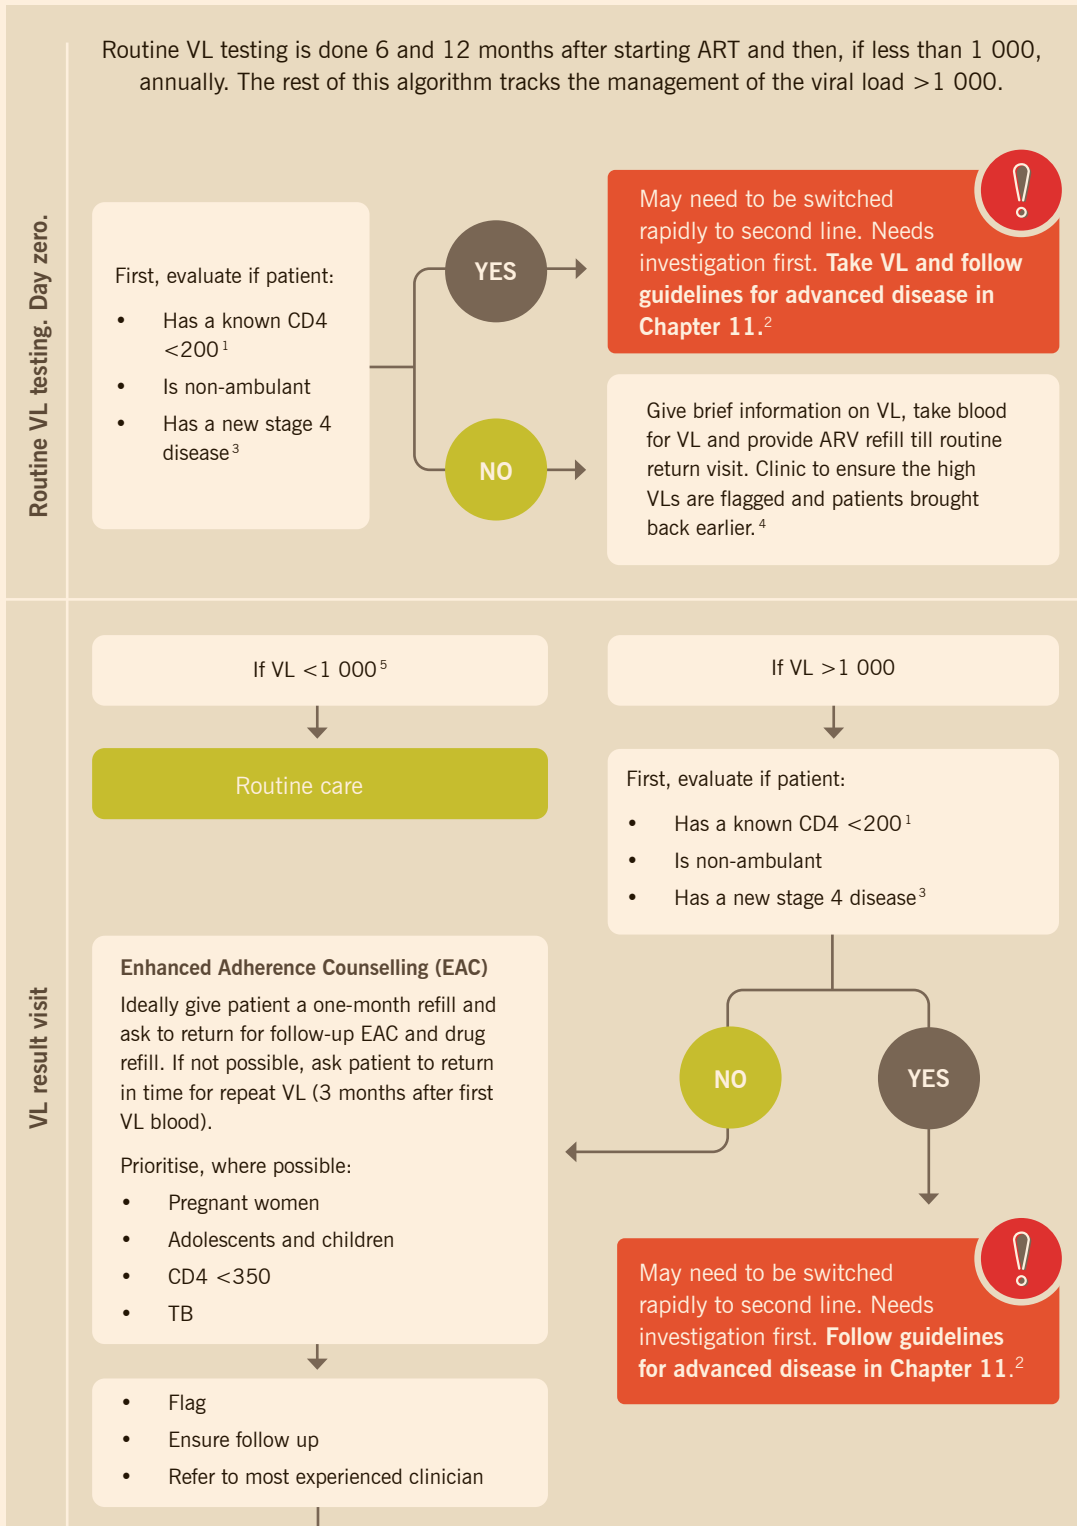 Routine VL testing is done 6 and 12 months after starting ART and then, if less than 1 000,
annually. The rest of this algorithm tracks the management of the viral load >1 000.
Routine VL testing. Day zero.
First, evaluate if patient:
• Has a known CD4
<200 1
• Is non-ambulant
• Has a new stage 4
disease 3
YES
May need to be switched
rapidly to second line. Needs
investigation first. Take VL and follow
guidelines for advanced disease in
Chapter 11.2
NO
Give brief information on VL, take blood
for VL and provide ARV refill till routine
return visit. Clinic to ensure the high
VLs are flagged and patients brought
back earlier. 4
VL result visit
If VL <1 000 5
Routine care
If VL >1 000
First, evaluate if patient:
• Has a known CD4 <200 1
• Is non-ambulant
• Has a new stage 4 disease 3
NO
YES
Enhanced Adherence Counselling (EAC)
Ideally give patient a one-month refill and
ask to return for follow-up EAC and drug
refill. If not possible, ask patient to return
in time for repeat VL (3 months after first
VL blood).
Prioritise, where possible:
• Pregnant women
• Adolescents and children
• CD4 <350
• TB
May need to be switched
rapidly to second line. Needs
investigation first. Follow guidelines
for advanced disease in Chapter 11.2
• Flag
• Ensure follow up
• Refer to most experienced clinician